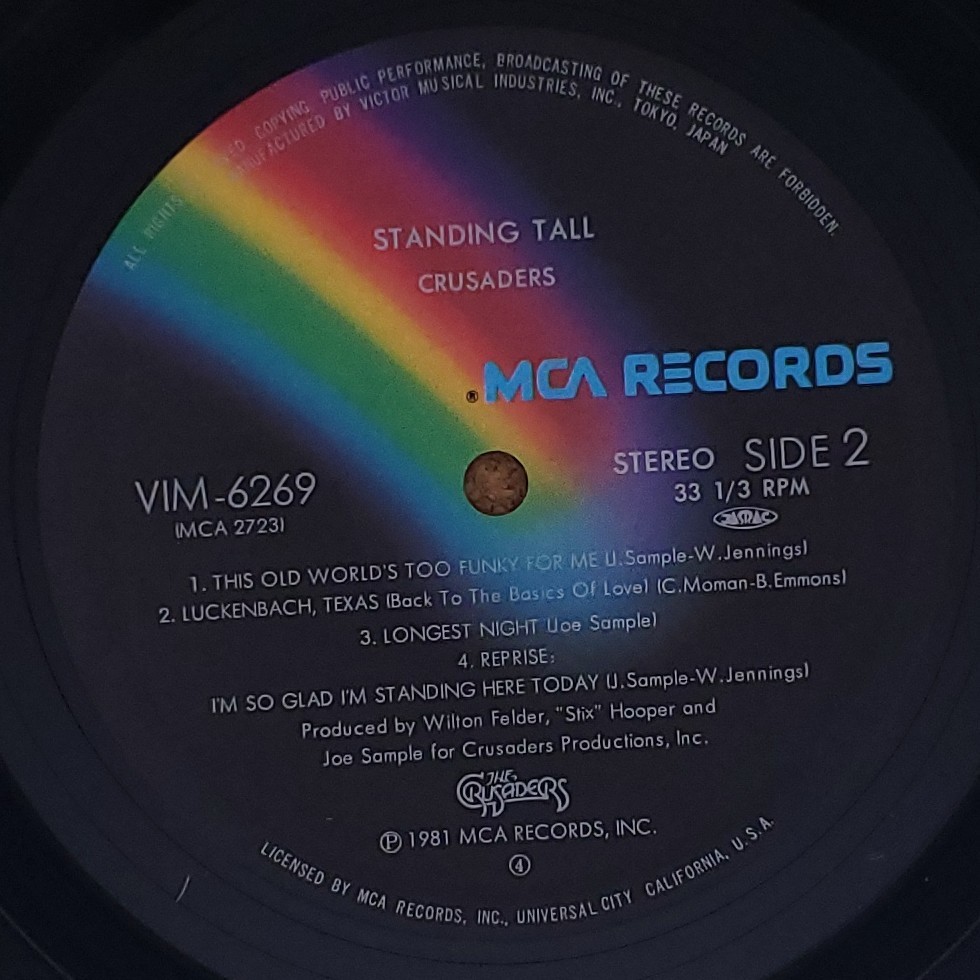 ALL RIGHTS COPYING, PUBLIC PERFORMANCE, BROADCASTING OF THESE RECORDS ARE FORBIDDEN.
MANUFACTURED BY VICTOR MUSICAL INDUSTRIES, INC., TOKYO, JAPAN
STANDING TALL
CRUSADERS
® MCA RECORDS
STEREO SIDE 2
33 1/3 RPM
JASRAC
VIM-6269
(MCA 2723)
1. THIS OLD WORLD'S TOO FUNKY FOR ME (J.Sample-W.Jennings)
2. LUCKENBACH, TEXAS (Back To The Basics Of Love) (C.Moman-B.Emmons)
3. LONGEST NIGHT (Joe Sample)
4. REPRISE:
I'M SO GLAD I'M STANDING HERE TODAY (J.Sample-W.Jennings)
Produced by Wilton Felder, "Stix" Hooper and
Joe Sample for Crusaders Productions, Inc.
THE CRUSADERS
℗ 1981 MCA RECORDS, INC.
④
LICENSED BY MCA RECORDS, INC., UNIVERSAL CITY CALIFORNIA, U.S.A.